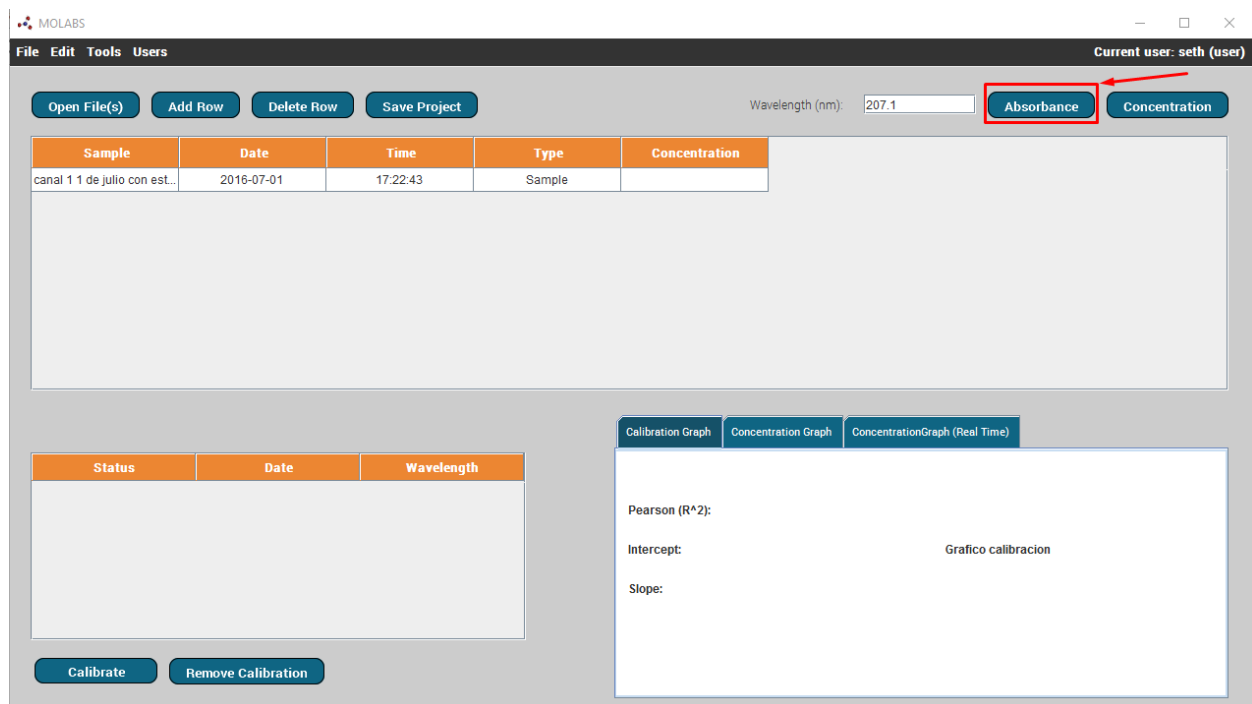 MOLABS
File Edit Tools Users Current user: seth (user)
Open File(s) Add Row Delete Row Save Project Wavelength (nm): 207.1 Absorbance Concentration
Sample Date Time Type Concentration
canal 1 1 de julio con est... 2016-07-01 17:22:43 Sample
Calibration Graph Concentration Graph ConcentrationGraph (Real Time)
Status Date Wavelength
Pearson (R^2):
Intercept: Grafico calibracion
Slope:
Calibrate Remove Calibration